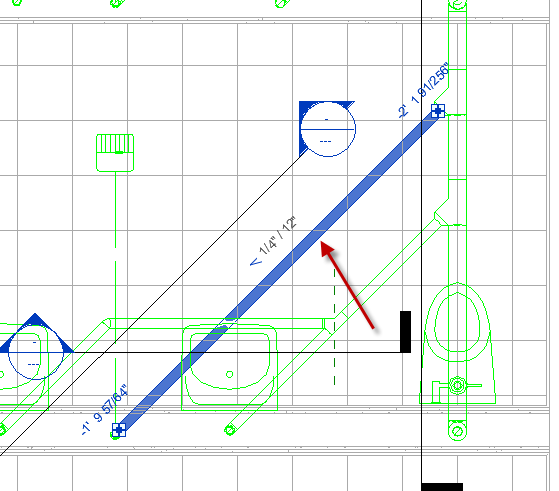 -2' 1 91/256"
-
---
< 1/4" / 12"
-
---
-1' 9 57/64"